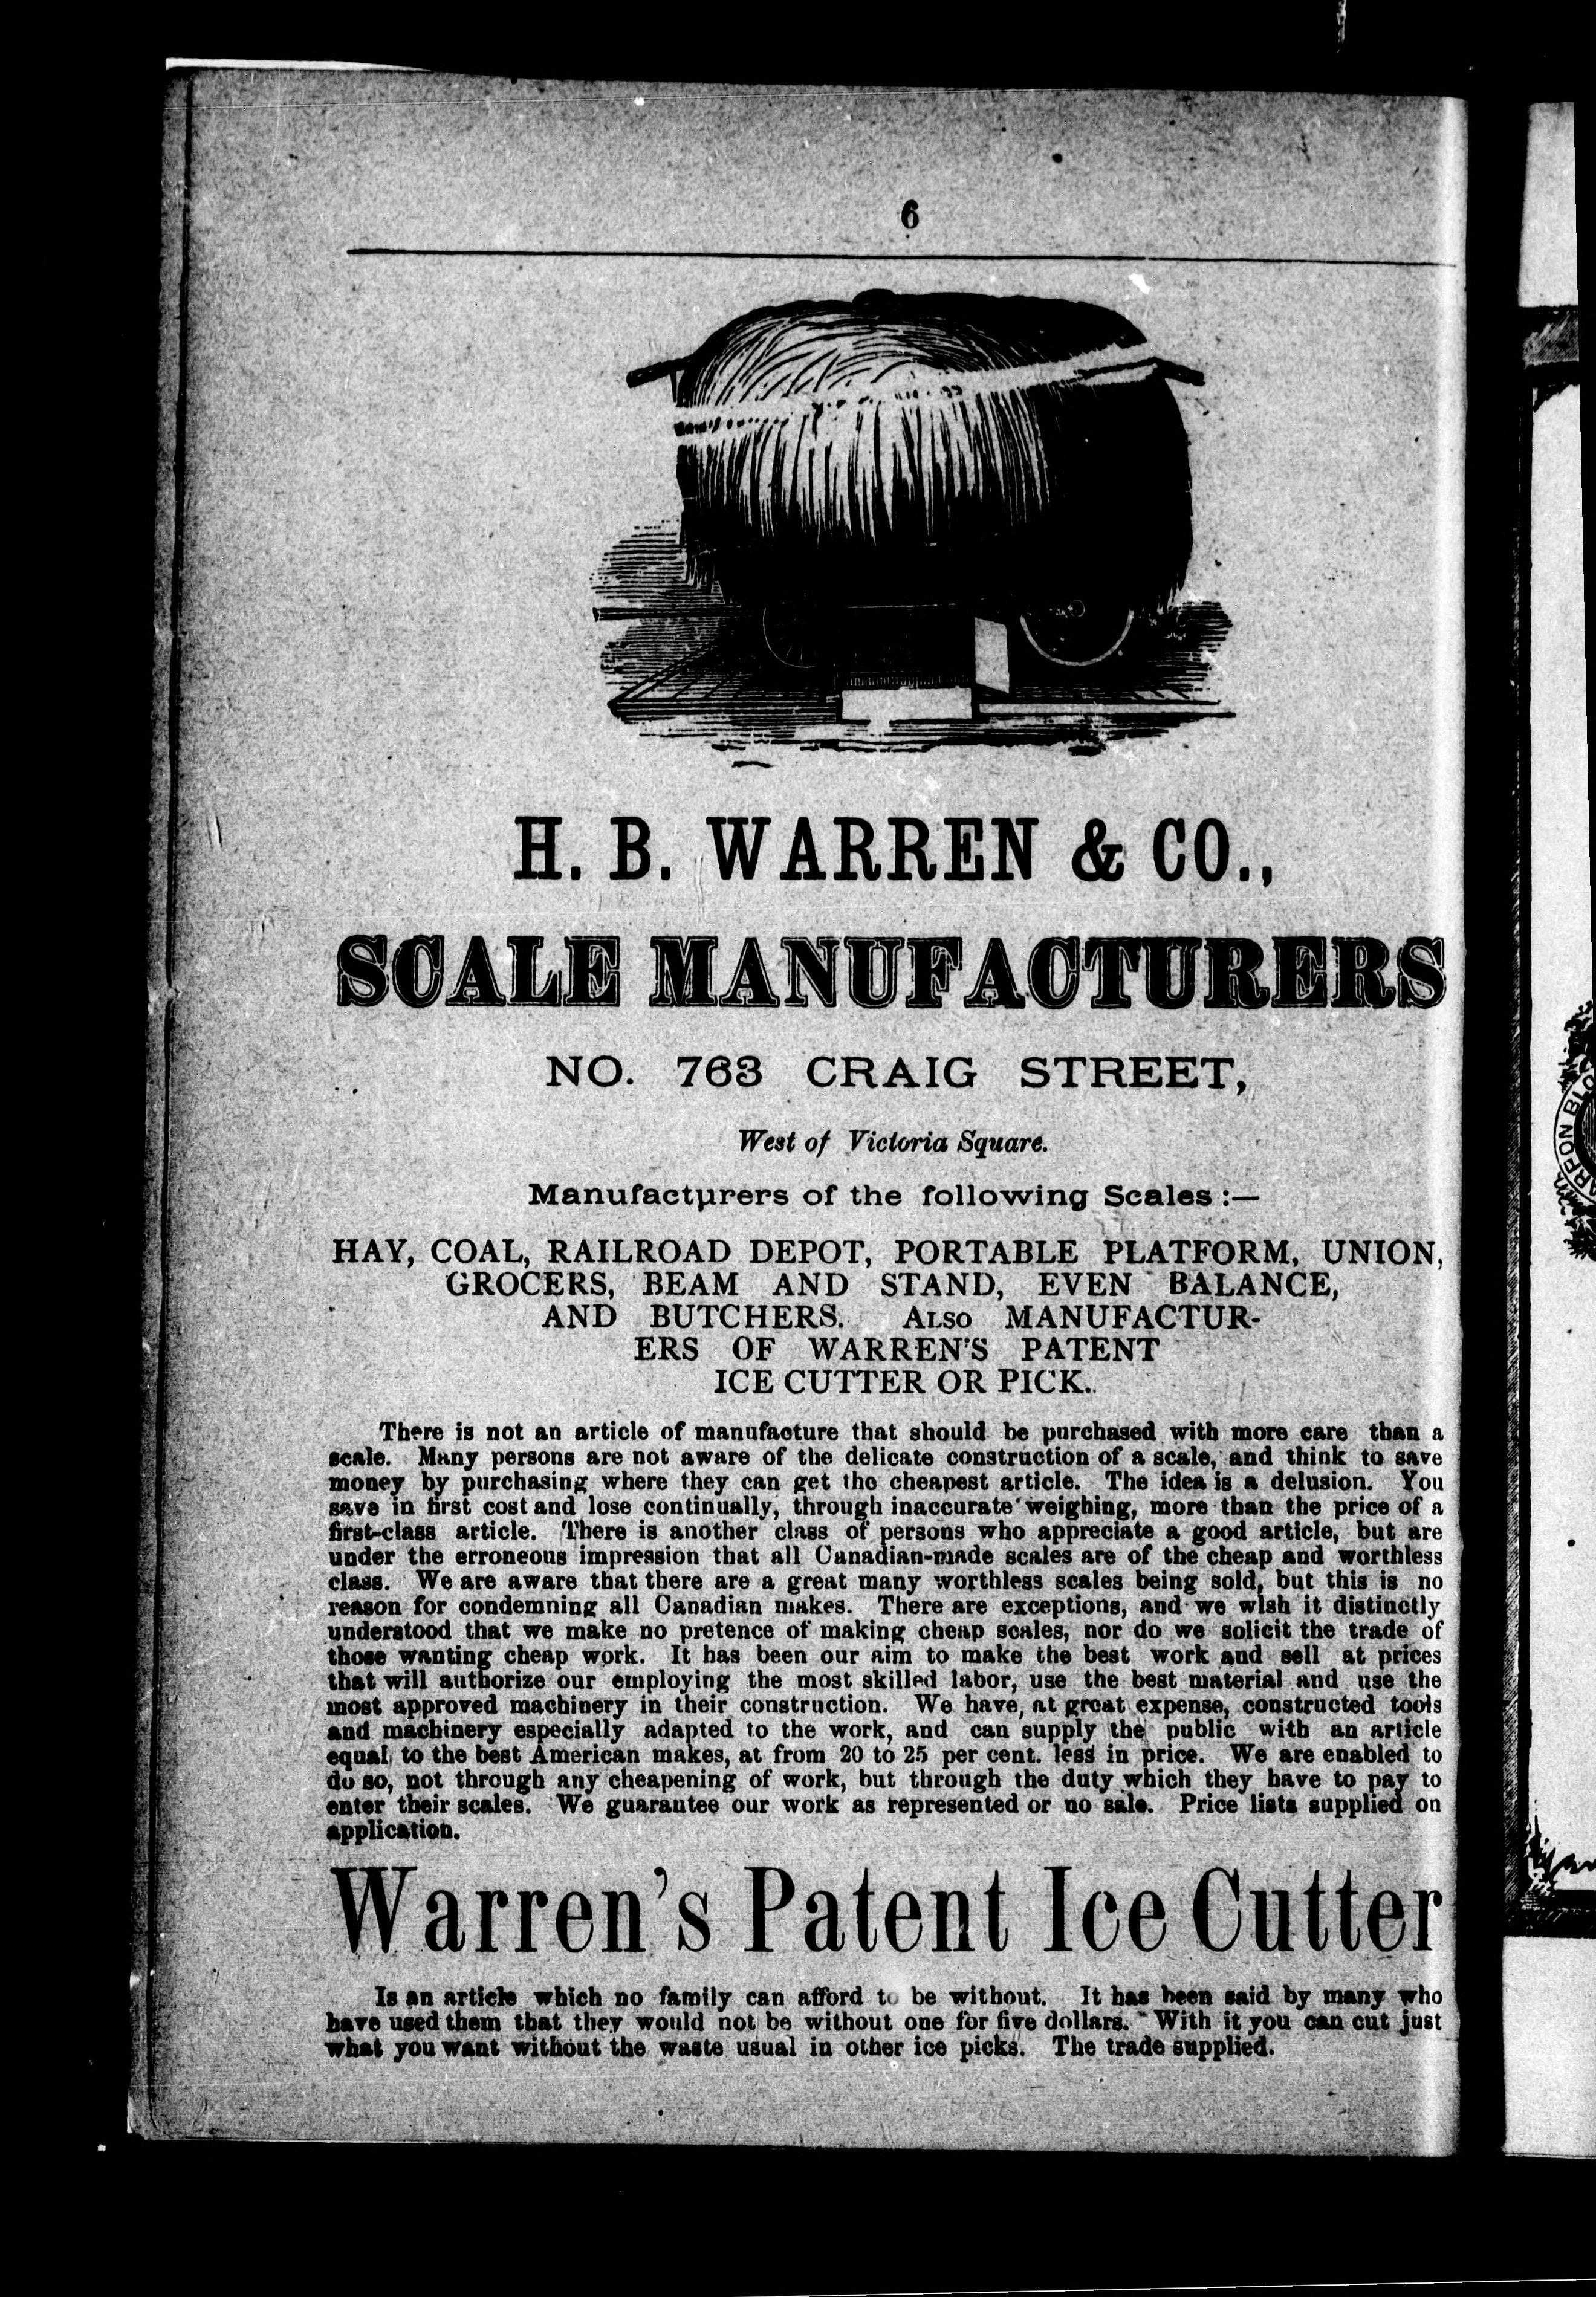 6
H. B. WARREN & CO.,
SCALE MANUFACTURERS
NO. 763 CRAIG STREET,
West of Victoria Square.
Manufacturers of the following Scales :—
HAY, COAL, RAILROAD DEPOT, PORTABLE PLATFORM, UNION,
GROCERS, BEAM AND STAND, EVEN BALANCE,
AND BUTCHERS. ALSO MANUFACTUR-
ERS OF WARREN'S PATENT
ICE CUTTER OR PICK.
There is not an article of manufacture that should be purchased with more care than a
scale. Many persons are not aware of the delicate construction of a scale, and think to save
money by purchasing where they can get the cheapest article. The idea is a delusion. You
save in first cost and lose continually, through inaccurate weighing, more than the price of a
first-class article. There is another class of persons who appreciate a good article, but are
under the erroneous impression that all Canadian-made scales are of the cheap and worthless
class. We are aware that there are a great many worthless scales being sold, but this is no
reason for condemning all Canadian makes. There are exceptions, and we wish it distinctly
understood that we make no pretence of making cheap scales, nor do we solicit the trade of
those wanting cheap work. It has been our aim to make the best work and sell at prices
that will authorize our employing the most skilled labor, use the best material and use the
most approved machinery in their construction. We have, at great expense, constructed tools
and machinery especially adapted to the work, and can supply the public with an article
equal to the best American makes, at from 20 to 25 per cent. less in price. We are enabled to
do so, not through any cheapening of work, but through the duty which they have to pay to
enter their scales. We guarantee our work as represented or no sale. Price lists supplied on
application.
Warren's Patent Ice Cutter
Is an article which no family can afford to be without. It has been said by many who
have used them that they would not be without one for five dollars. With it you can cut just
what you want without the waste usual in other ice picks. The trade supplied.